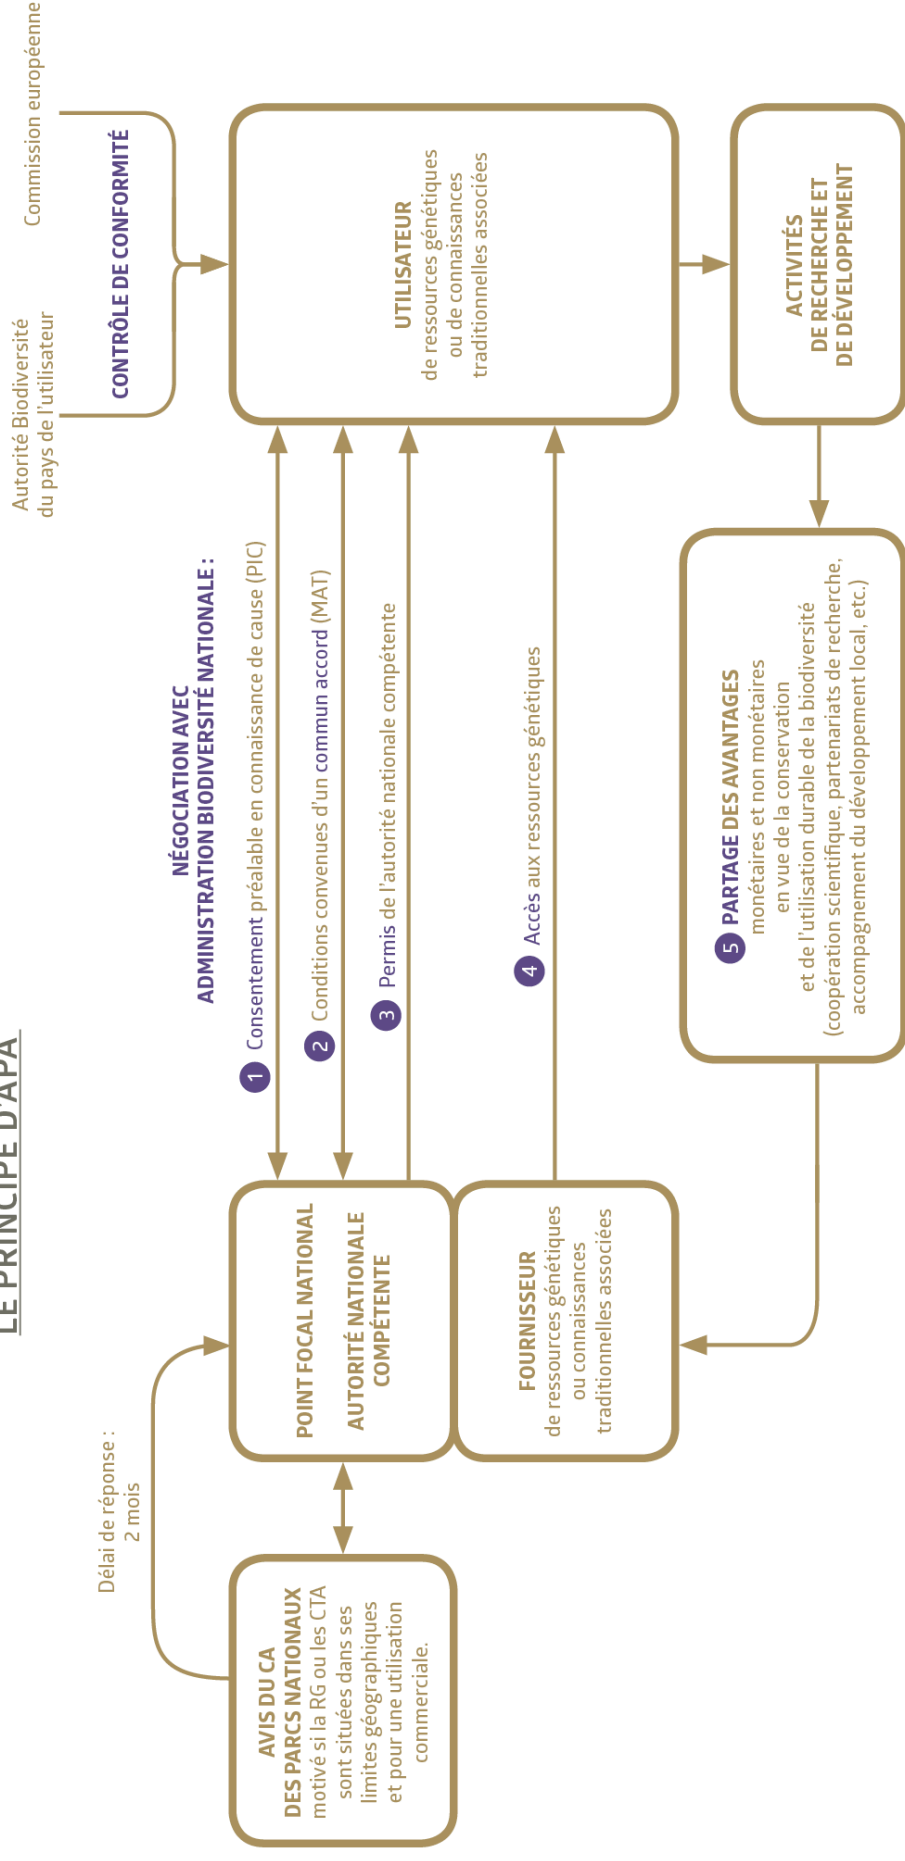 LE PRINCIPE D'APA
Délai de réponse :
2 mois
AVIS DU CA
DES PARCS NATIONAUX
motivé si la RG ou les CTA
sont situées dans ses
limites géographiques
et pour une utilisation
commerciale.
POINT FOCAL NATIONAL
AUTORITÉ NATIONALE
COMPÉTENTE
FOURNISSEUR
de ressources génétiques
ou connaissances
traditionnelles associées
NÉGOCIATION AVEC
ADMINISTRATION BIODIVERSITÉ NATIONALE :
1 Consentement préalable en connaissance de cause (PIC)
2 Conditions convenues d'un commun accord (MAT)
3 Permis de l'autorité nationale compétente
4 Accès aux ressources génétiques
Autorité Biodiversité
du pays de l'utilisateur
Commission européenne
CONTRÔLE DE CONFORMITÉ
UTILISATEUR
de ressources génétiques
ou de connaissances
traditionnelles associées
ACTIVITÉS
DE RECHERCHE ET
DE DÉVELOPPEMENT
5 PARTAGE DES AVANTAGES
monétaires et non monétaires
en vue de la conservation
et de l'utilisation durable de la biodiversité
(coopération scientifique, partenariats de recherche,
accompagnement du développement local, etc.)